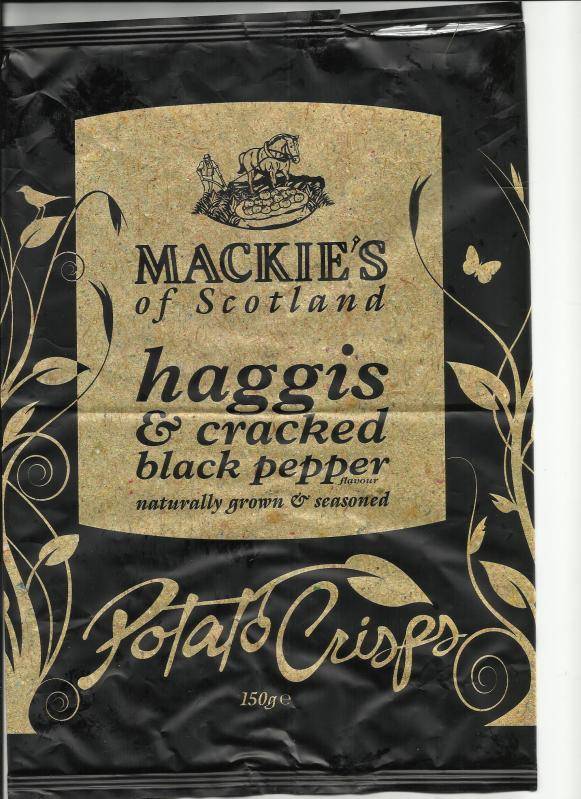 MACKIE'S
of Scotland
haggis
& cracked
black pepper
flavour
naturally grown & seasoned
Potato Crisps
150g ℮